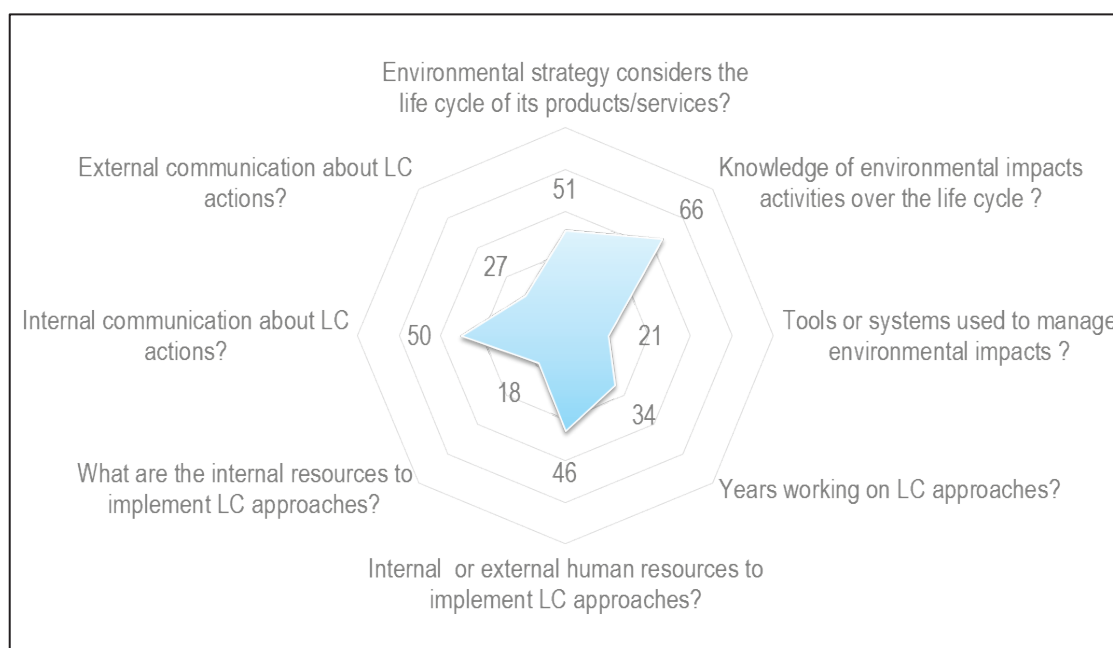 Environmental strategy considers the
life cycle of its products/services?
51
Knowledge of environmental impacts
activities over the life cycle ?
66
Tools or systems used to manage
environmental impacts ?
21
Years working on LC approaches?
34
Internal or external human resources to
implement LC approaches?
46
What are the internal resources to
implement LC approaches?
18
Internal communication about LC
actions?
50
External communication about LC
actions?
27